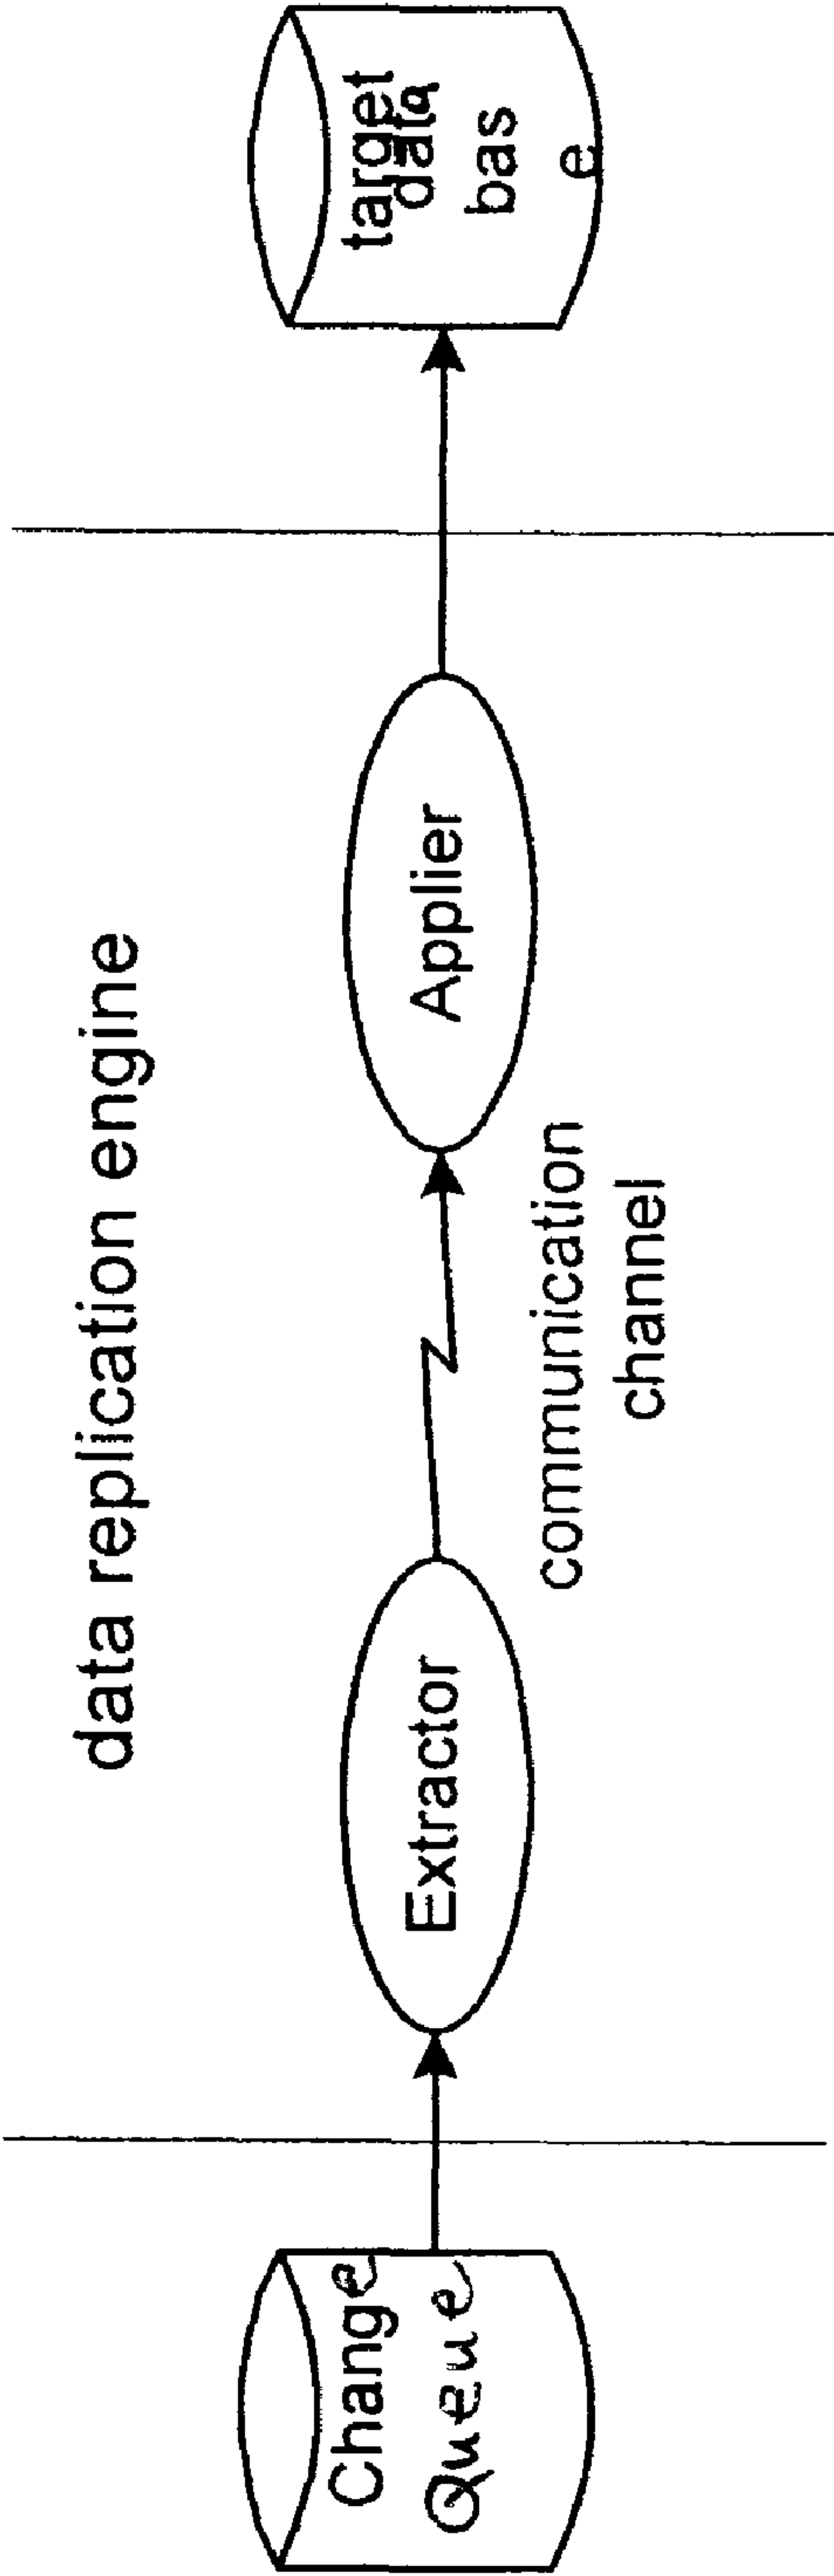 data replication engine
Change
Queue
Extractor
communication
channel
Applier
target
data
bas
e